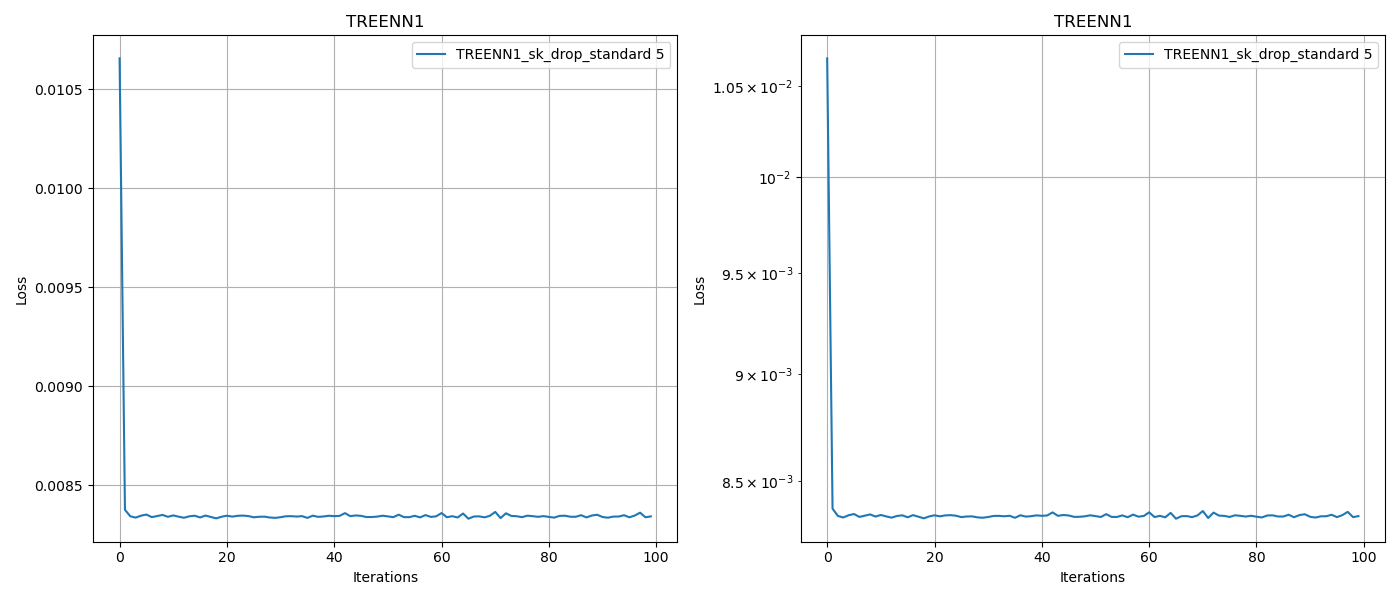 TREENN1
TREENN1_sk_drop_standard 5
0.0105
0.0100
0.0095
0.0090
0.0085
Loss
0 20 40 60 80 100
Iterations
TREENN1
TREENN1_sk_drop_standard 5
1.05 × 10⁻²
10⁻²
9.5 × 10⁻³
9 × 10⁻³
8.5 × 10⁻³
Loss
0 20 40 60 80 100
Iterations